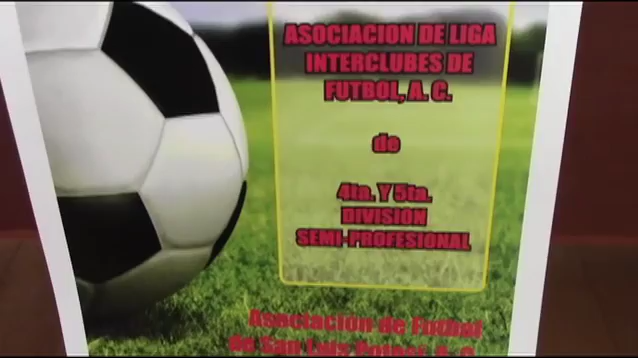 ASOCIACION DE LIGA
INTERCLUBES DE
FUTBOL, A. C.
de
4ta. Y 5ta.
DIVISION
SEMI-PROFESIONAL
Asociación de Futbol
de San Luis Potosí, A. C.